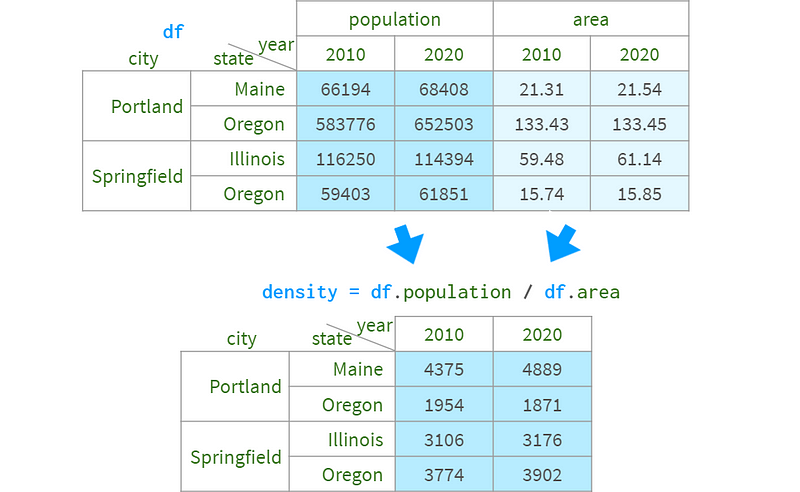 df population area
year
city state 2010 2020 2010 2020
Portland Maine 66194 68408 21.31 21.54
Oregon 583776 652503 133.43 133.45
Springfield Illinois 116250 114394 59.48 61.14
Oregon 59403 61851 15.74 15.85
density = df.population / df.area
year
city state 2010 2020
Portland Maine 4375 4889
Oregon 1954 1871
Springfield Illinois 3106 3176
Oregon 3774 3902